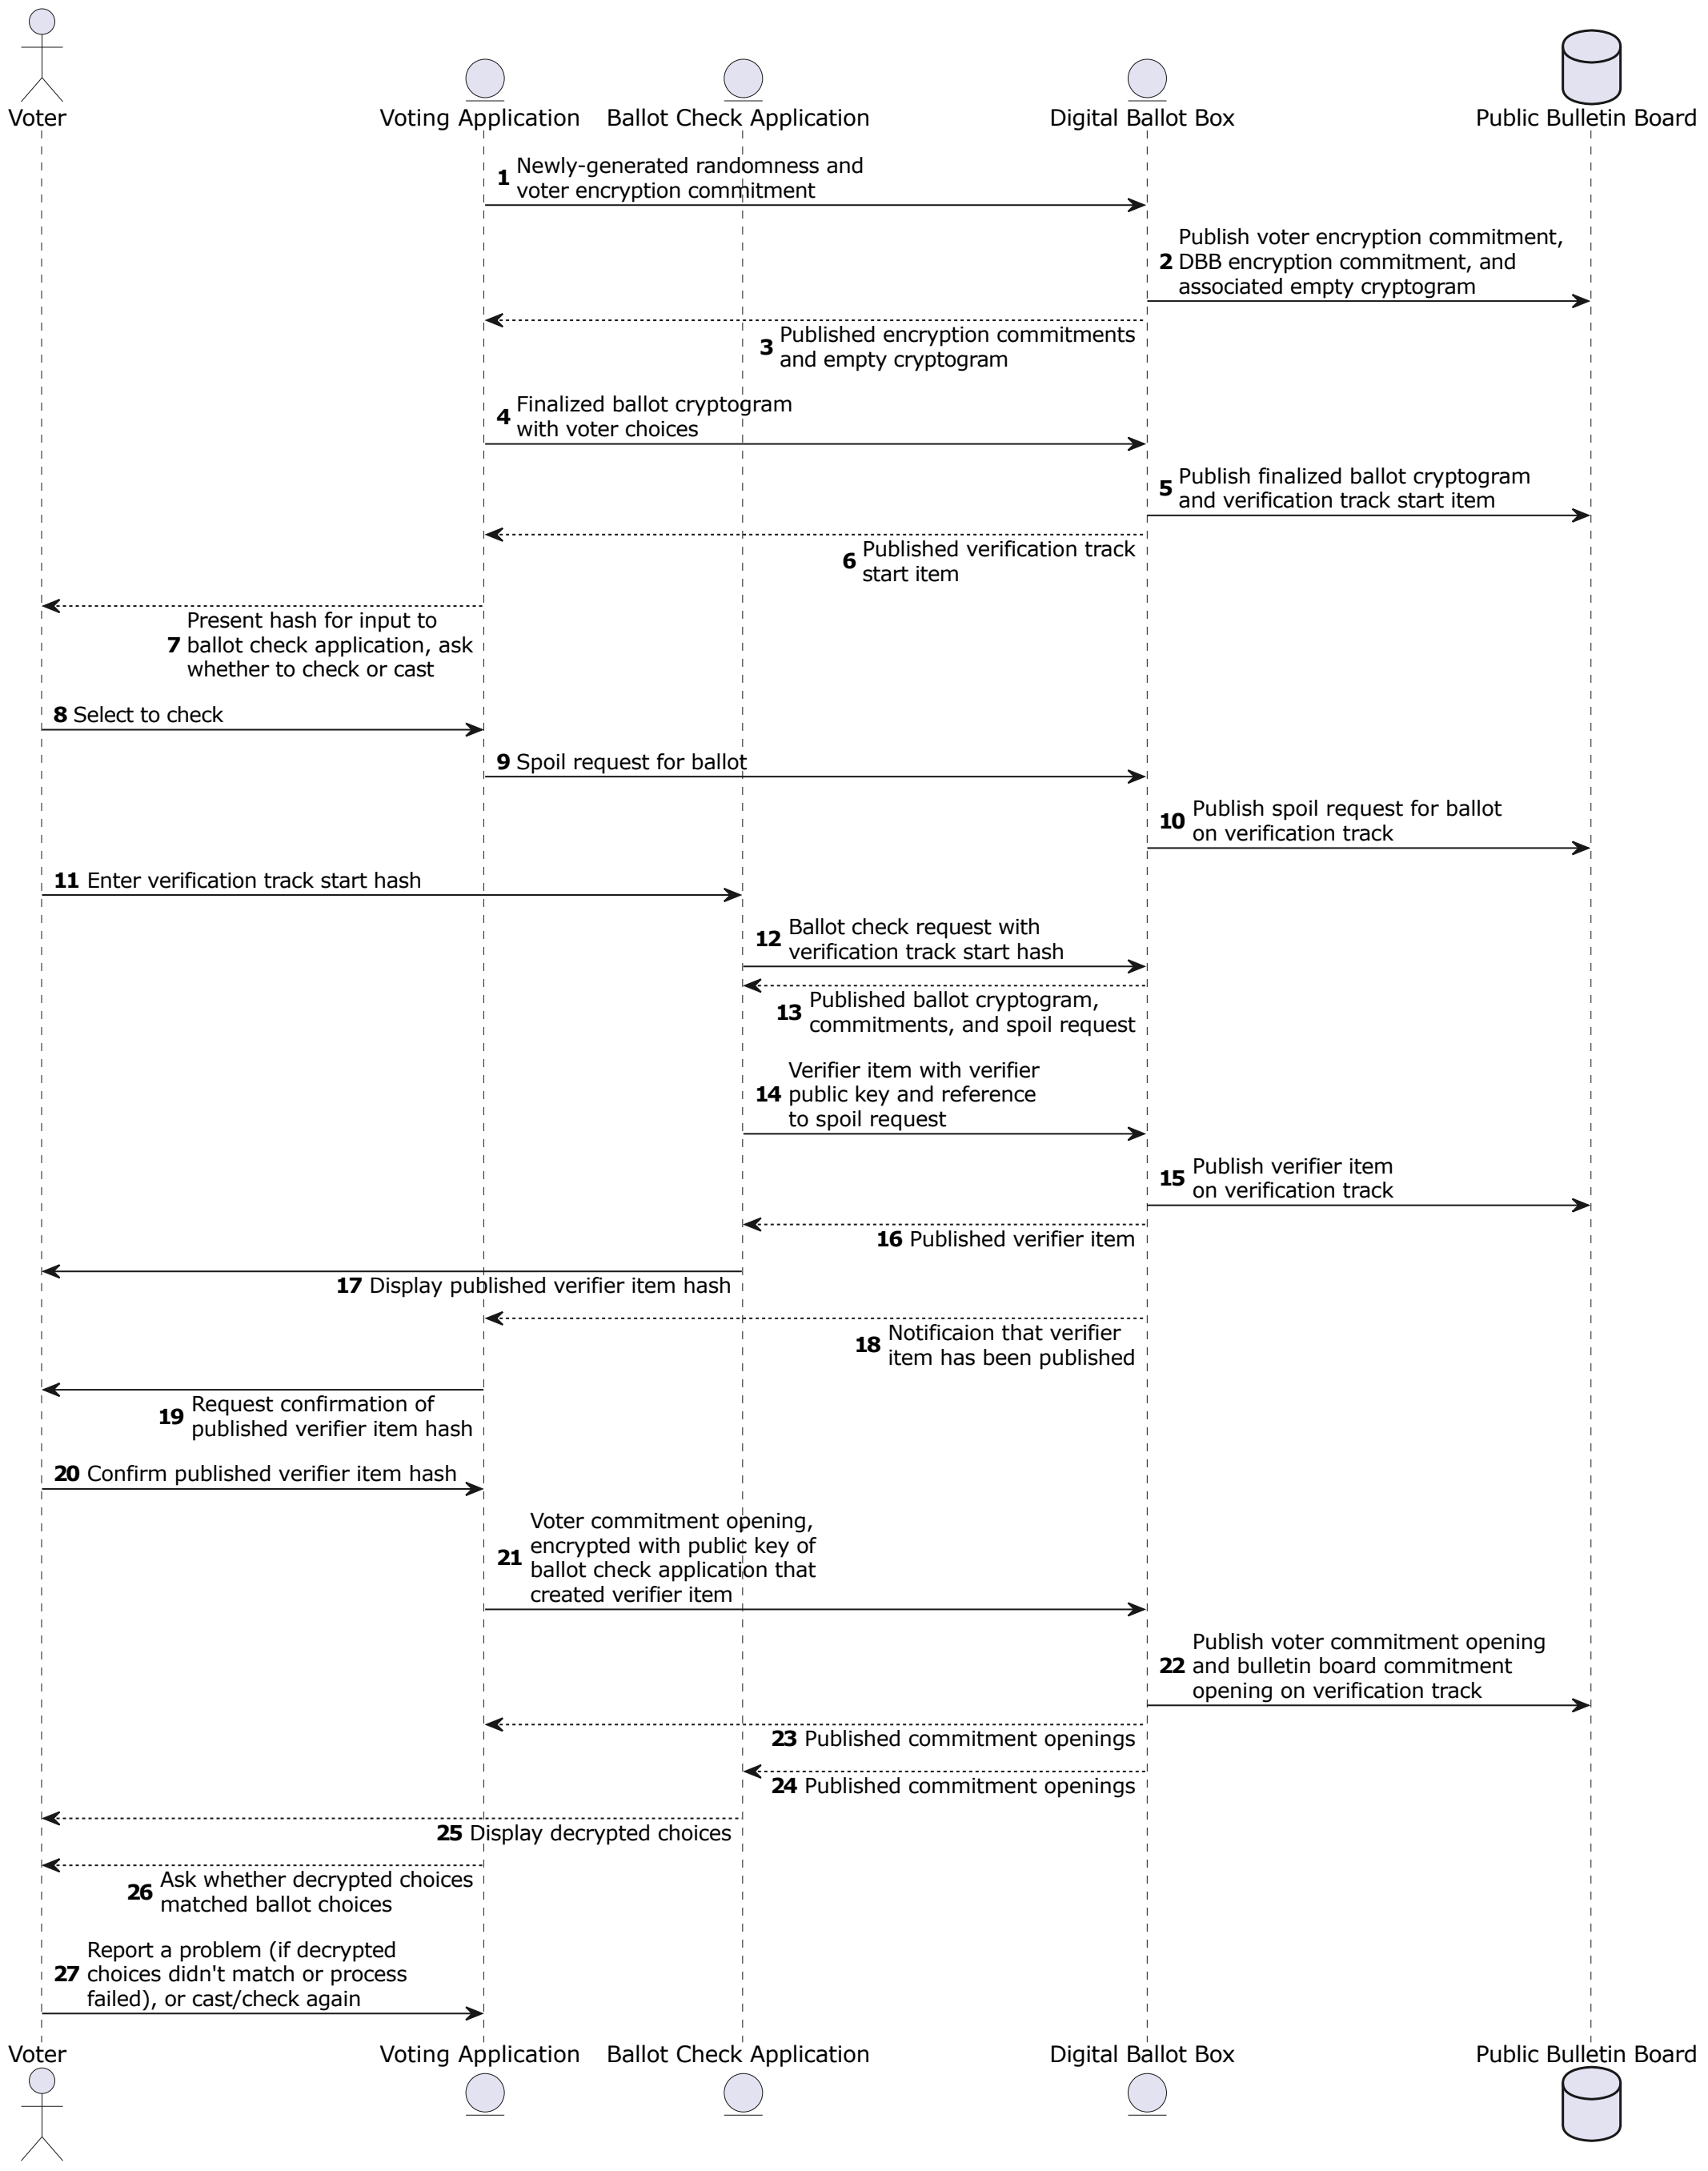 Voter
Voting Application
Ballot Check Application
Digital Ballot Box
Public Bulletin Board
1 Newly-generated randomness and
voter encryption commitment
Publish voter encryption commitment,
2 DBB encryption commitment, and
associated empty cryptogram
3 Published encryption commitments
and empty cryptogram
4 Finalized ballot cryptogram
with voter choices
5 Publish finalized ballot cryptogram
and verification track start item
6 Published verification track
start item
Present hash for input to
7 ballot check application, ask
whether to check or cast
8 Select to check
9 Spoil request for ballot
10 Publish spoil request for ballot
on verification track
11 Enter verification track start hash
12 Ballot check request with
verification track start hash
13 Published ballot cryptogram,
commitments, and spoil request
Verifier item with verifier
14 public key and reference
to spoil request
15 Publish verifier item
on verification track
16 Published verifier item
17 Display published verifier item hash
18 Notificaion that verifier
item has been published
19 Request confirmation of
published verifier item hash
20 Confirm published verifier item hash
Voter commitment opening,
21 encrypted with public key of
ballot check application that
created verifier item
Publish voter commitment opening
22 and bulletin board commitment
opening on verification track
23 Published commitment openings
24 Published commitment openings
25 Display decrypted choices
26 Ask whether decrypted choices
matched ballot choices
Report a problem (if decrypted
27 choices didn't match or process
failed), or cast/check again
Voter
Voting Application
Ballot Check Application
Digital Ballot Box
Public Bulletin Board